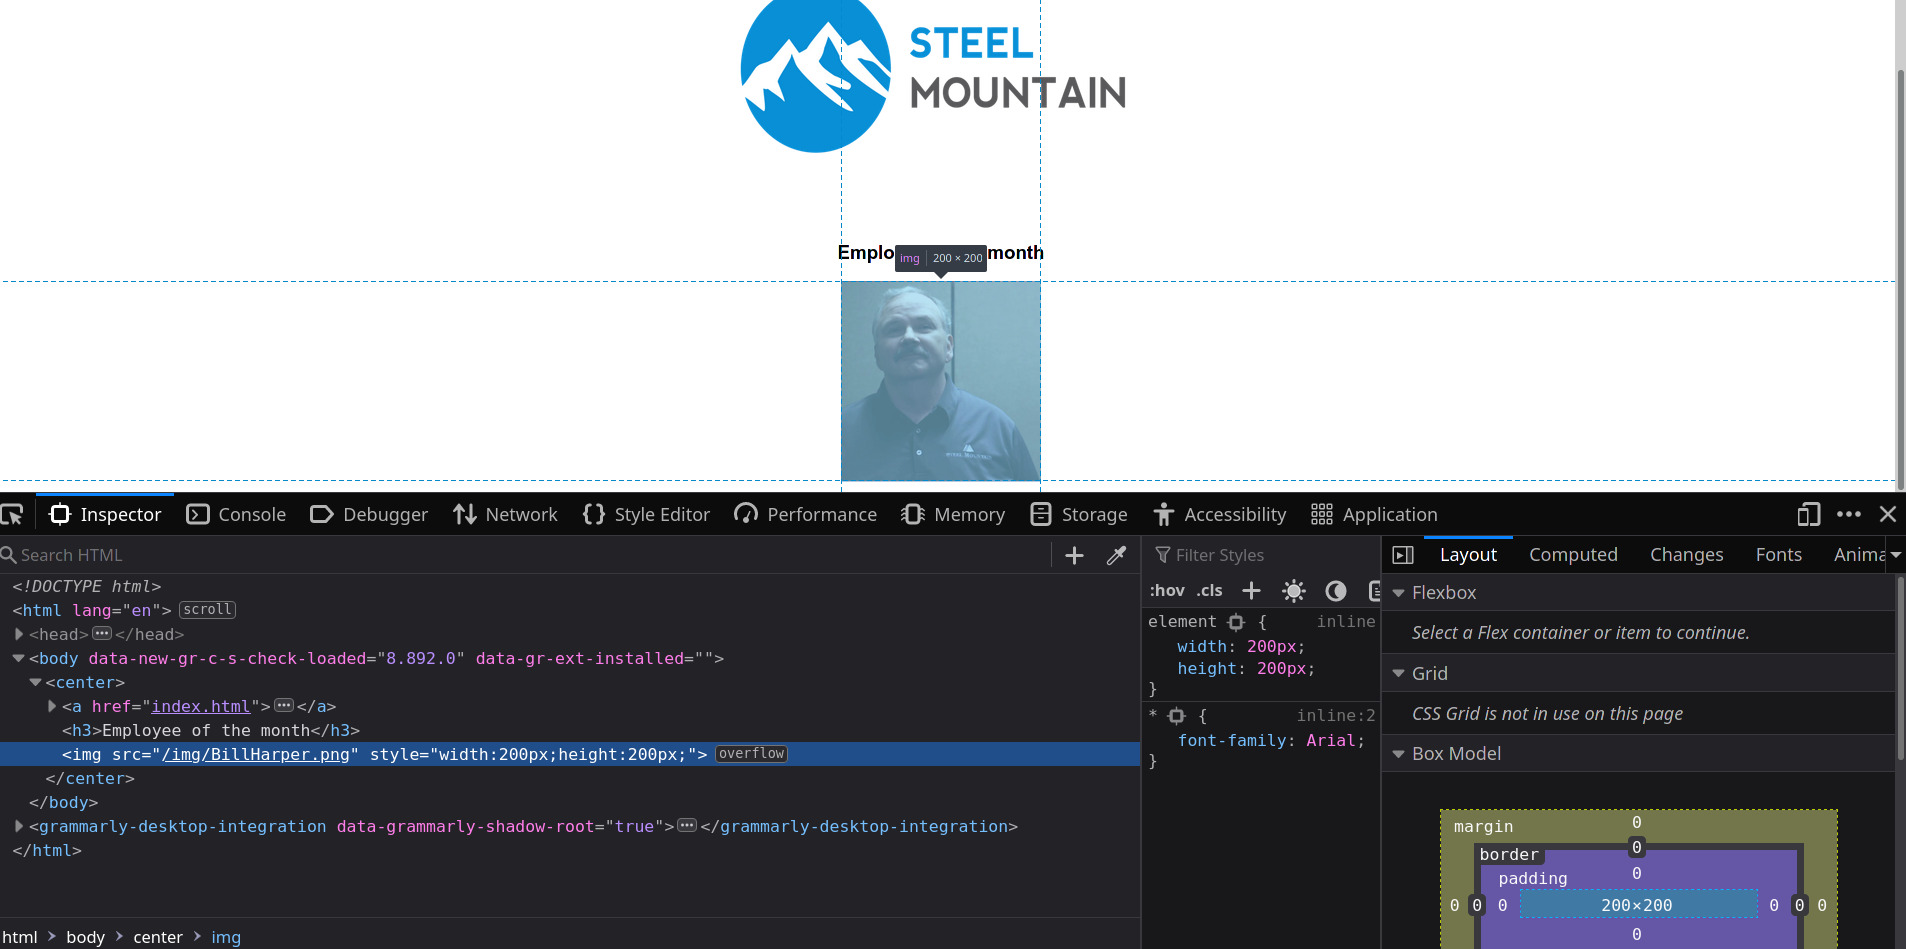 STEEL
MOUNTAIN
Emplo
month
img 200 × 200
Inspector Console Debugger Network Style Editor Performance Memory Storage Accessibility Application
Search HTML
<!DOCTYPE html>
<html lang="en"> scroll
<head> ••• </head>
<body data-new-gr-c-s-check-loaded="8.892.0" data-gr-ext-installed="">
<center>
<a href="index.html"> ••• </a>
<h3>Employee of the month</h3>
<img src="/img/BillHarper.png" style="width:200px;height:200px;"> overflow
</center>
</body>
<grammarly-desktop-integration data-grammarly-shadow-root="true"> ••• </grammarly-desktop-integration>
</html>
html > body > center > img
Filter Styles
:hov .cls
element { inline
width: 200px;
height: 200px;
}
* { inline:2
font-family: Arial;
}
Layout Computed Changes Fonts Anima
Flexbox
Select a Flex container or item to continue.
Grid
CSS Grid is not in use on this page
Box Model
margin 0
border 0
padding 0
0 0 0 200×200 0 0 0
0